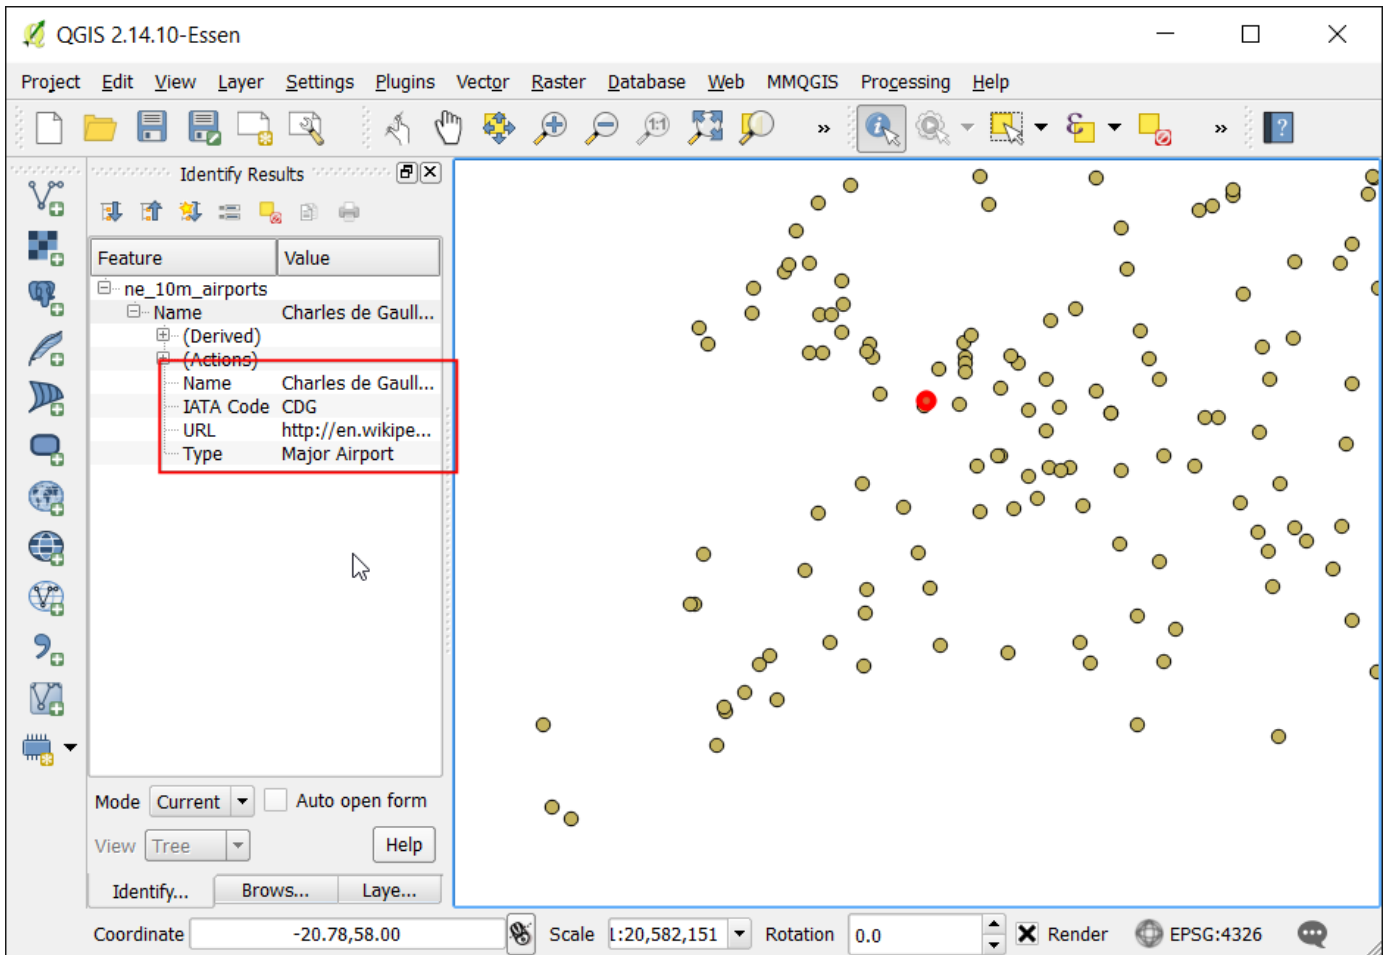 QGIS 2.14.10-Essen
Project Edit View Layer Settings Plugins Vector Raster Database Web MMQGIS Processing Help
1:1
Identify Results
Feature Value
ne_10m_airports
Name Charles de Gaull...
(Derived)
(Actions)
Name Charles de Gaull...
IATA Code CDG
URL http://en.wikipe...
Type Major Airport
Mode Current Auto open form
View Tree Help
Identify... Brows... Laye...
Coordinate -20.78,58.00 Scale 1:20,582,151 Rotation 0.0 Render EPSG:4326